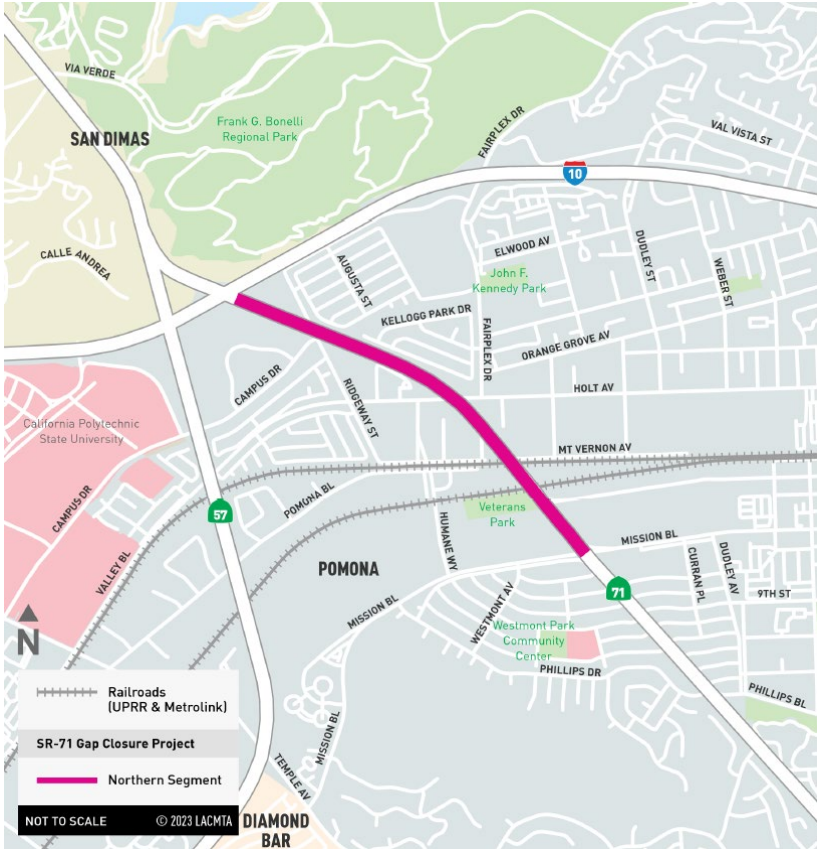 VIA VERDE
SAN DIMAS
Frank G. Bonelli
Regional Park
FAIRPLEX DR
VAL VISTA ST
10
CALLE ANDREA
AUGUSTA ST
ELWOOD AV
DUDLEY ST
WEBER ST
John F.
Kennedy Park
KELLOGG PARK DR
FAIRPLEX DR
ORANGE GROVE AV
CAMPUS DR
RIDGEWAY ST
HOLT AV
California Polytechnic
State University
MT VERNON AV
CAMPUS DR
POMONA BL
57
Veterans
Park
VALLEY BL
HUMANE WY
MISSION BL
POMONA
CURRAN PL
DUDLEY AV
9TH ST
71
MISSION BL
WESTMONT AV
Westmont Park
Community
Center
PHILLIPS DR
PHILLIPS BL
N
MISSION BL
TEMPLE AV
DIAMOND
BAR
Railroads
(UPRR & Metrolink)
SR-71 Gap Closure Project
Northern Segment
NOT TO SCALE © 2023 LACMTA